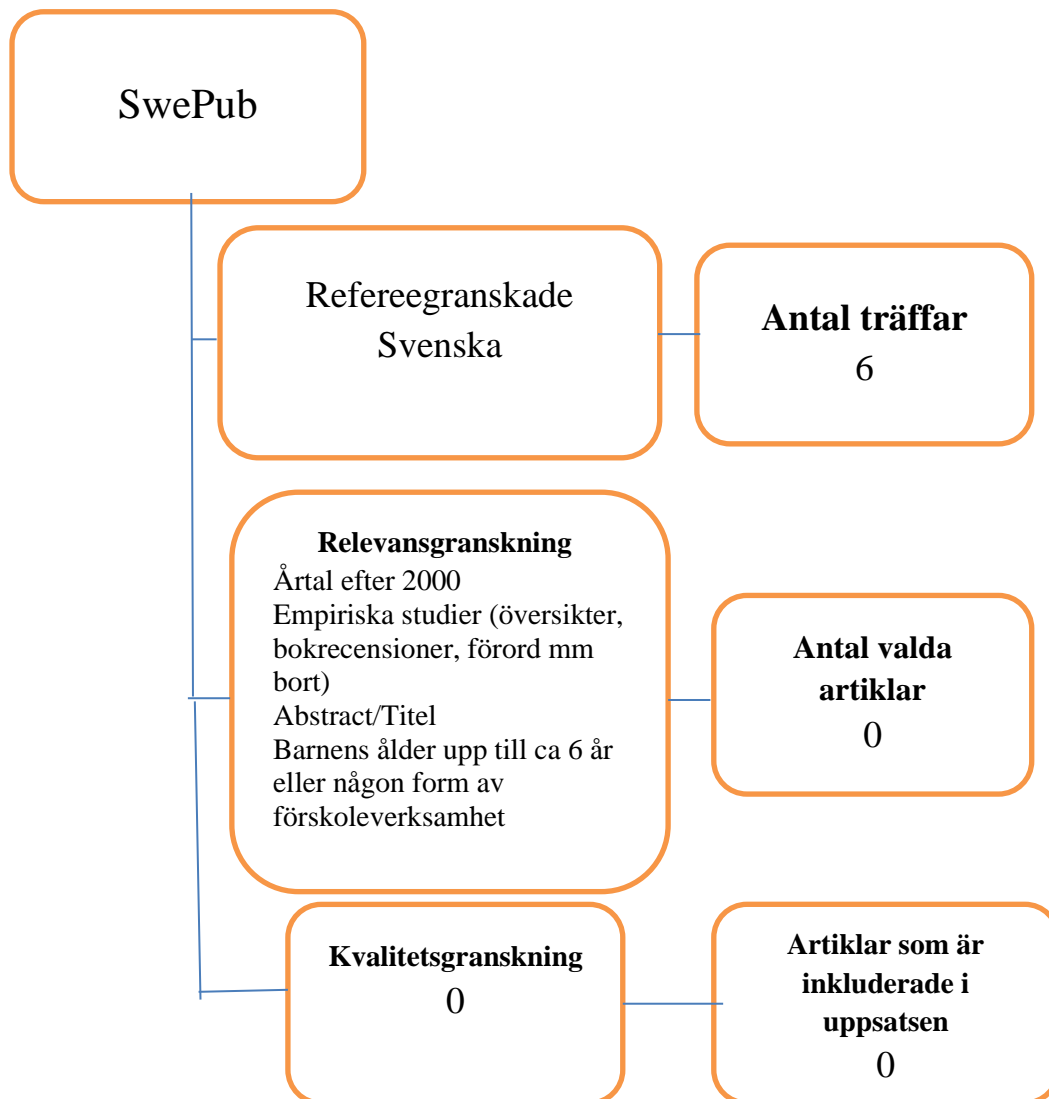 SwePub
Refereegranskade
Svenska
Antal träffar
6
Relevansgranskning
Årtal efter 2000
Empiriska studier (översikter,
bokrecensioner, förord mm
bort)
Abstract/Titel
Barnens ålder upp till ca 6 år
eller någon form av
förskoleverksamhet
Antal valda
artiklar
0
Kvalitetsgranskning
0
Artiklar som är
inkluderade i
uppsatsen
0